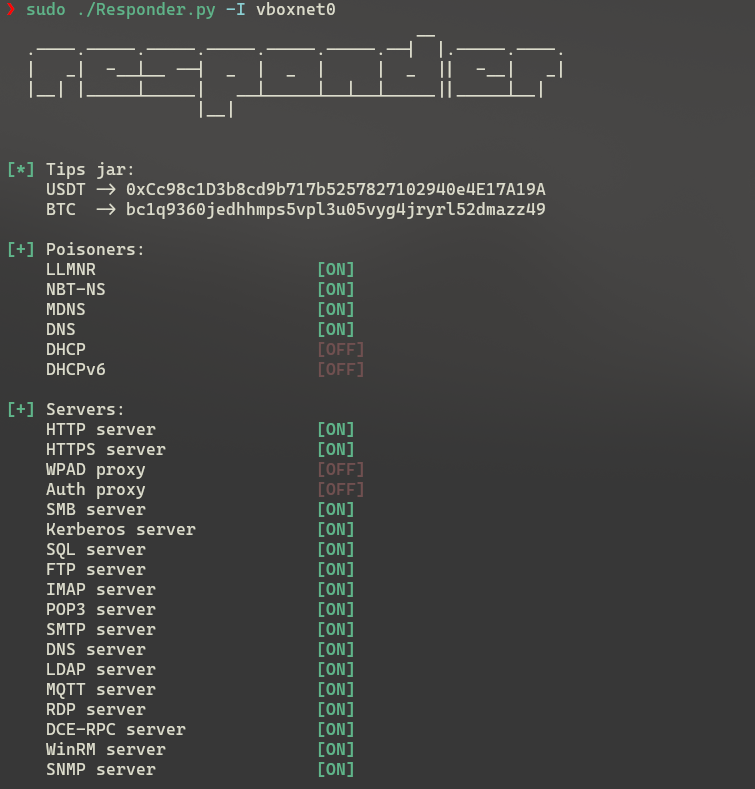 ❯ sudo ./Responder.py -I vboxnet0
[*] Tips jar:
USDT -> 0xCc98c1D3b8cd9b717b5257827102940e4E17A19A
BTC -> bc1q9360jedhhmps5vpl3u05vyg4jryrl52dmazz49
[+] Poisoners:
LLMNR [ON]
NBT-NS [ON]
MDNS [ON]
DNS [ON]
DHCP [OFF]
DHCPv6 [OFF]
[+] Servers:
HTTP server [ON]
HTTPS server [ON]
WPAD proxy [OFF]
Auth proxy [OFF]
SMB server [ON]
Kerberos server [ON]
SQL server [ON]
FTP server [ON]
IMAP server [ON]
POP3 server [ON]
SMTP server [ON]
DNS server [ON]
LDAP server [ON]
MQTT server [ON]
RDP server [ON]
DCE-RPC server [ON]
WinRM server [ON]
SNMP server [ON]